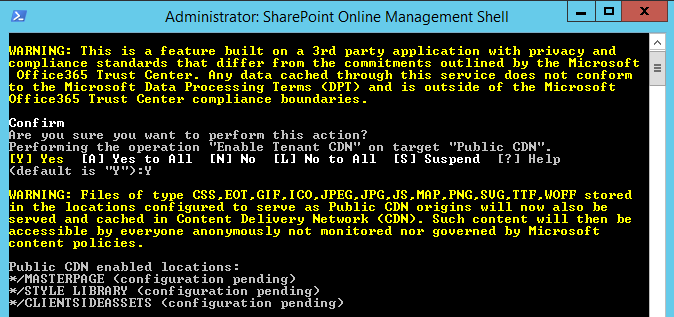 Administrator: SharePoint Online Management Shell
WARNING: This is a feature built on a 3rd party application with privacy and
compliance standards that differ from the commitments outlined by the Microsoft
Office365 Trust Center. Any data cached through this service does not conform
to the Microsoft Data Processing Terms (DPT) and is outside of the Microsoft
Office365 Trust Center compliance boundaries.
Confirm
Are you sure you want to perform this action?
Performing the operation "Enable Tenant CDN" on target "Public CDN".
[Y] Yes  [A] Yes to All  [N] No  [L] No to All  [S] Suspend  [?] Help
(default is "Y"):Y
WARNING: Files of type CSS,EOT,GIF,ICO,JPEG,JPG,JS,MAP,PNG,SVG,TTF,WOFF stored
in the locations configured to serve as Public CDN origins will now also be
served and cached in Content Delivery Network (CDN). Such content will then be
accessible by everyone anonymously not monitored nor governed by Microsoft
content policies.
Public CDN enabled locations:
*/MASTERPAGE (configuration pending)
*/STYLE LIBRARY (configuration pending)
*/CLIENTSIDEASSETS (configuration pending)